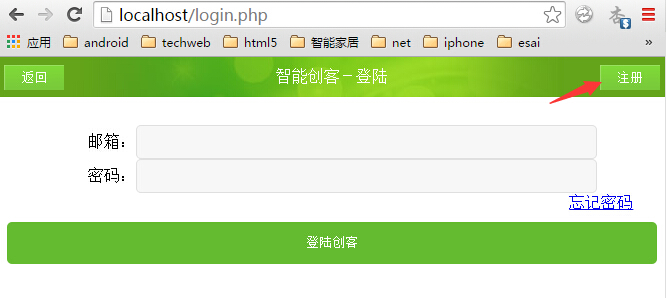 localhost/login.php
应用 android techweb html5 智能家居 net iphone esai »
返回 智能创客－登陆 注册
邮箱：
密码：
忘记密码
登陆创客